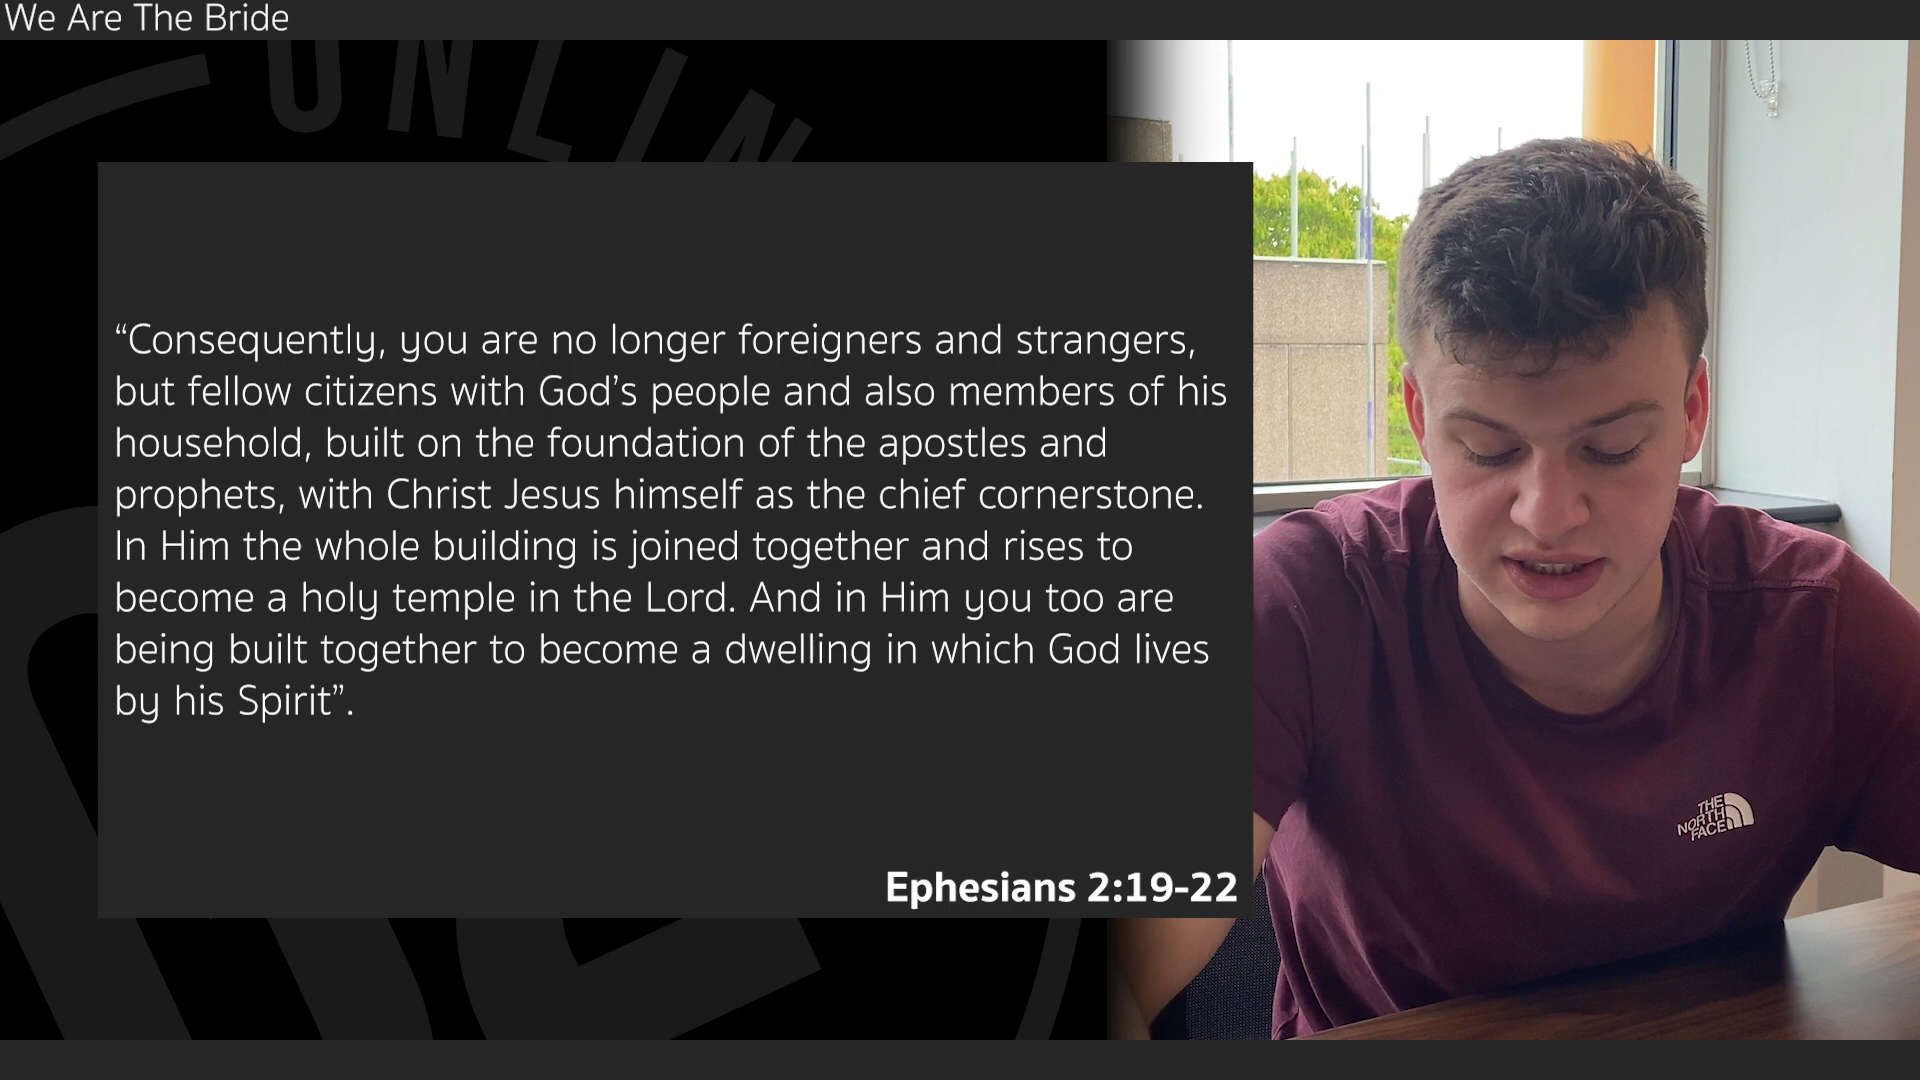 We Are The Bride
ONLIN
“Consequently, you are no longer foreigners and strangers,
but fellow citizens with God’s people and also members of his
household, built on the foundation of the apostles and
prophets, with Christ Jesus himself as the chief cornerstone.
In Him the whole building is joined together and rises to
become a holy temple in the Lord. And in Him you too are
being built together to become a dwelling in which God lives
by his Spirit”.
Ephesians 2:19-22
THE
NORTH
FACE